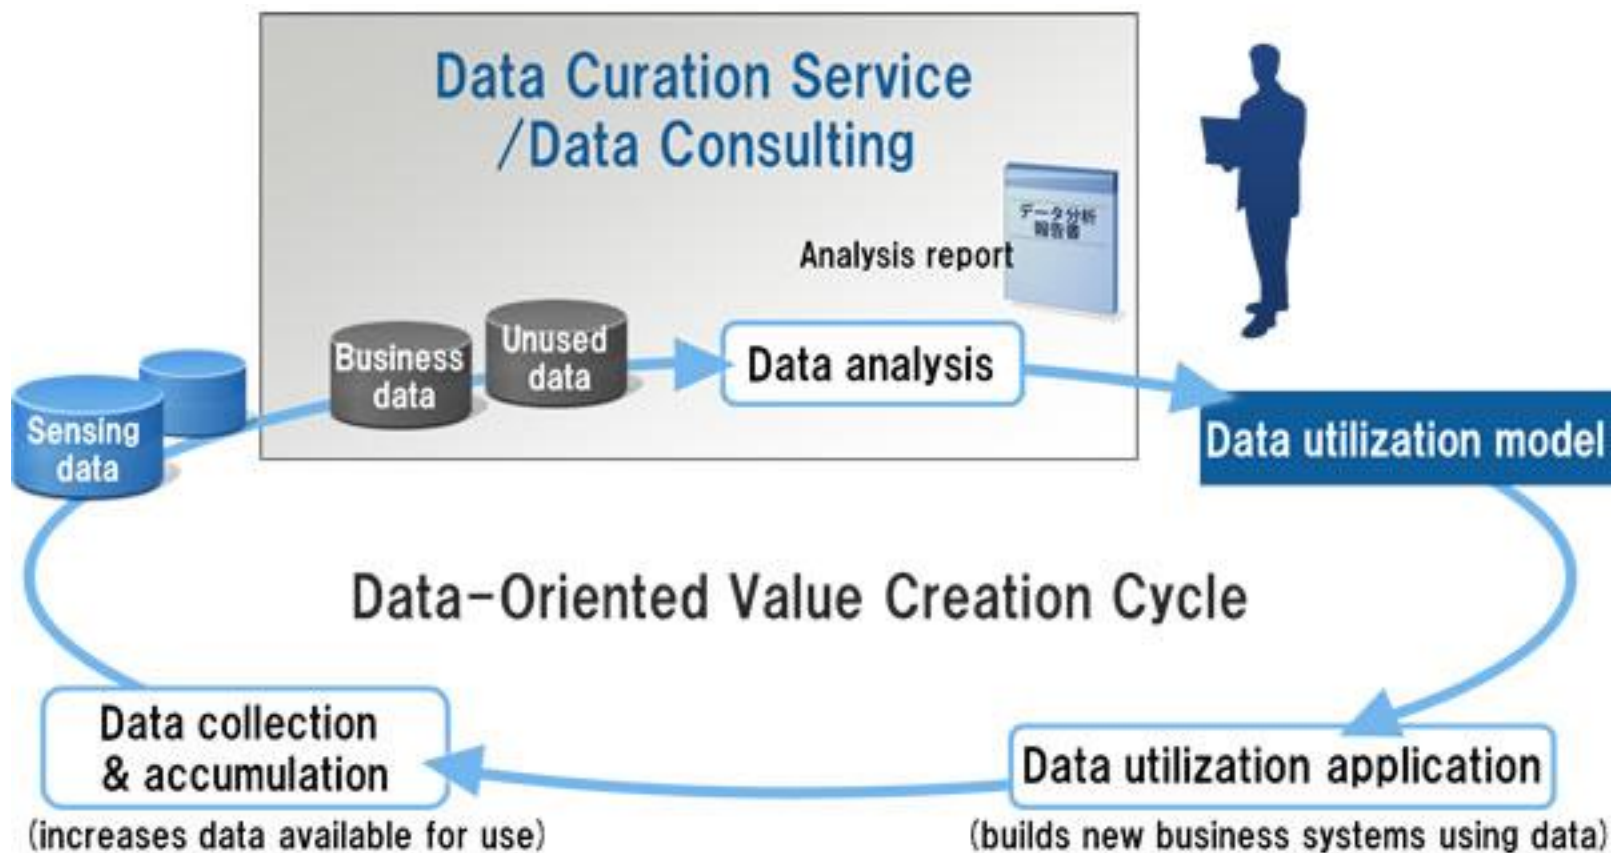 Data Curation Service
/Data Consulting
データ分析
報告書
Analysis report
Business
data
Unused
data
Data analysis
Sensing
data
Data utilization model
Data-Oriented Value Creation Cycle
Data collection
& accumulation
(increases data available for use)
Data utilization application
(builds new business systems using data)